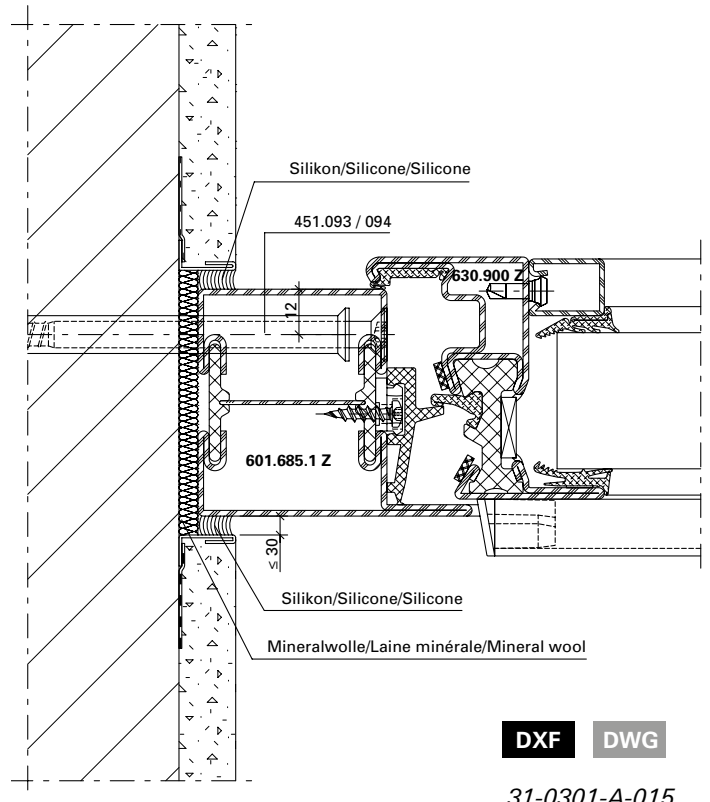 Silikon/Silicone/Silicone
451.093 / 094
630.900 Z
12
601.685.1 Z
≤ 30
Silikon/Silicone/Silicone
Mineralwolle/Laine minérale/Mineral wool
DXF DWG
31-0301-A-015